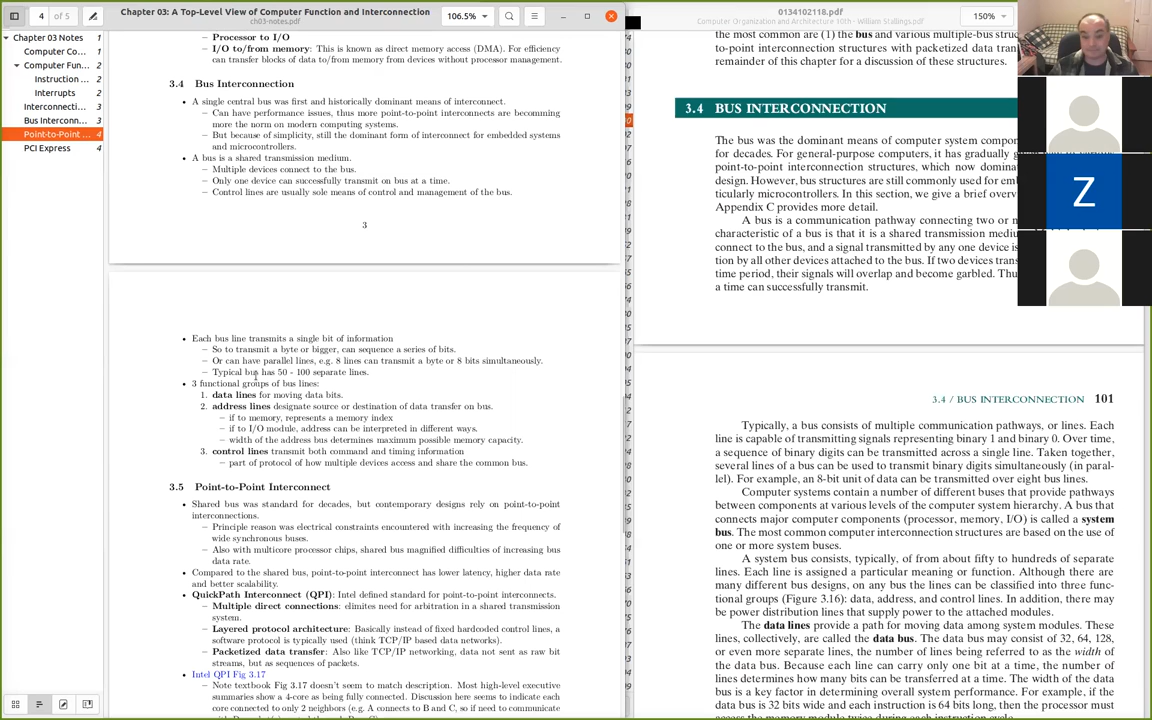 4 of 5
Chapter 03: A Top-Level View of Computer Function and Interconnection
ch03-notes.pdf
106.5%
0134102118.pdf
Computer Organization and Architecture 10th - William Stallings.pdf
150%
Chapter 03 Notes 1
Computer Co... 1
Computer Fun... 2
Instruction ... 2
Interrupts 2
Interconnecti... 3
Bus Interconn... 3
Point-to-Point ... 4
PCI Express 4
– Processor to I/O
– I/O to/from memory: This is known as direct memory access (DMA). For efficiency
can transfer blocks of data to/from memory from devices without processor management.
3.4 Bus Interconnection
• A single central bus was first and historically dominant means of interconnect.
– Can have performance issues, thus more point-to-point interconnects are becomming
more the norm on modern computing systems.
– But because of simplicity, still the dominant form of interconnect for embedded systems
and microcontrollers.
• A bus is a shared transmission medium.
– Multiple devices connect to the bus.
– Only one device can successfully transmit on bus at a time.
– Control lines are usually sole means of control and management of the bus.
3
• Each bus line transmits a single bit of information
– So to transmit a byte or bigger, can sequence a series of bits.
– Or can have parallel lines, e.g. 8 lines can transmit a byte or 8 bits simultaneously.
– Typical bus has 50 - 100 separate lines.
• 3 functional groups of bus lines:
1. data lines for moving data bits.
2. address lines designate source or destination of data transfer on bus.
– if to memory, represents a memory index
– if to I/O module, address can be interpreted in different ways.
– width of the address bus determines maximum possible memory capacity.
3. control lines transmit both command and timing information
– part of protocol of how multiple devices access and share the common bus.
3.5 Point-to-Point Interconnect
• Shared bus was standard for decades, but contemporary designs rely on point-to-point
interconnections.
– Principle reason was electrical constraints encountered with increasing the frequency of
wide synchronous buses.
– Also with multicore processor chips, shared bus magnified difficulties of increasing bus
data rate.
• Compared to the shared bus, point-to-point interconnect has lower latency, higher data rate
and better scalability.
• QuickPath Interconnect (QPI): Intel defined standard for point-to-point interconnects.
– Multiple direct connections: elimites need for arbitration in a shared transmission
system.
– Layered protocol architecture: Basically instead of fixed hardcoded control lines, a
software protocol is typically used (think TCP/IP based data networks).
– Packetized data transfer: Also like TCP/IP networking, data not sent as raw bit
streams, but as sequences of packets.
• Intel QPI Fig 3.17
– Note textbook Fig 3.17 doesn't seem to match description. Most high-level executive
summaries show a 4-core as being fully connected. Discussion here seems to indicate each
core connected to only 2 neighbors (e.g. A connects to B and C, so if need to communicate
the most common are (1) the bus and various multiple-bus struc
to-point interconnection structures with packetized data tran
remainder of this chapter for a discussion of these structures.
3.4 BUS INTERCONNECTION
The bus was the dominant means of computer system compon
for decades. For general-purpose computers, it has gradually g
point-to-point interconnection structures, which now dominat
design. However, bus structures are still commonly used for emb
ticularly microcontrollers. In this section, we give a brief overv
Appendix C provides more detail.
A bus is a communication pathway connecting two or m
characteristic of a bus is that it is a shared transmission mediu
connect to the bus, and a signal transmitted by any one device is
tion by all other devices attached to the bus. If two devices trans
time period, their signals will overlap and become garbled. Thu
a time can successfully transmit.
Z
3.4 / BUS INTERCONNECTION 101
Typically, a bus consists of multiple communication pathways, or lines. Each
line is capable of transmitting signals representing binary 1 and binary 0. Over time,
a sequence of binary digits can be transmitted across a single line. Taken together,
several lines of a bus can be used to transmit binary digits simultaneously (in paral-
lel). For example, an 8-bit unit of data can be transmitted over eight bus lines.
Computer systems contain a number of different buses that provide pathways
between components at various levels of the computer system hierarchy. A bus that
connects major computer components (processor, memory, I/O) is called a system
bus. The most common computer interconnection structures are based on the use of
one or more system buses.
A system bus consists, typically, of from about fifty to hundreds of separate
lines. Each line is assigned a particular meaning or function. Although there are
many different bus designs, on any bus the lines can be classified into three func-
tional groups (Figure 3.16): data, address, and control lines. In addition, there may
be power distribution lines that supply power to the attached modules.
The data lines provide a path for moving data among system modules. These
lines, collectively, are called the data bus. The data bus may consist of 32, 64, 128,
or even more separate lines, the number of lines being referred to as the width of
the data bus. Because each line can carry only one bit at a time, the number of
lines determines how many bits can be transferred at a time. The width of the data
bus is a key factor in determining overall system performance. For example, if the
data bus is 32 bits wide and each instruction is 64 bits long, then the processor must
access the memory module twice during each instruction cycle.